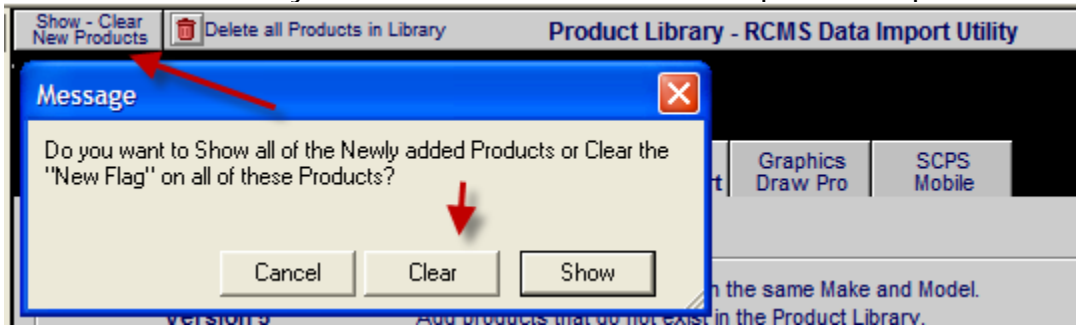 Show - Clear
New Products
Delete all Products in Library
Product Library - RCMS Data Import Utility
Message
Do you want to Show all of the Newly added Products or Clear the
"New Flag" on all of these Products?
Graphics
Draw Pro
SCPS
Mobile
Cancel
Clear
Show
the same Make and Model.
Version 5
Add products that do not exist in the Product Library.